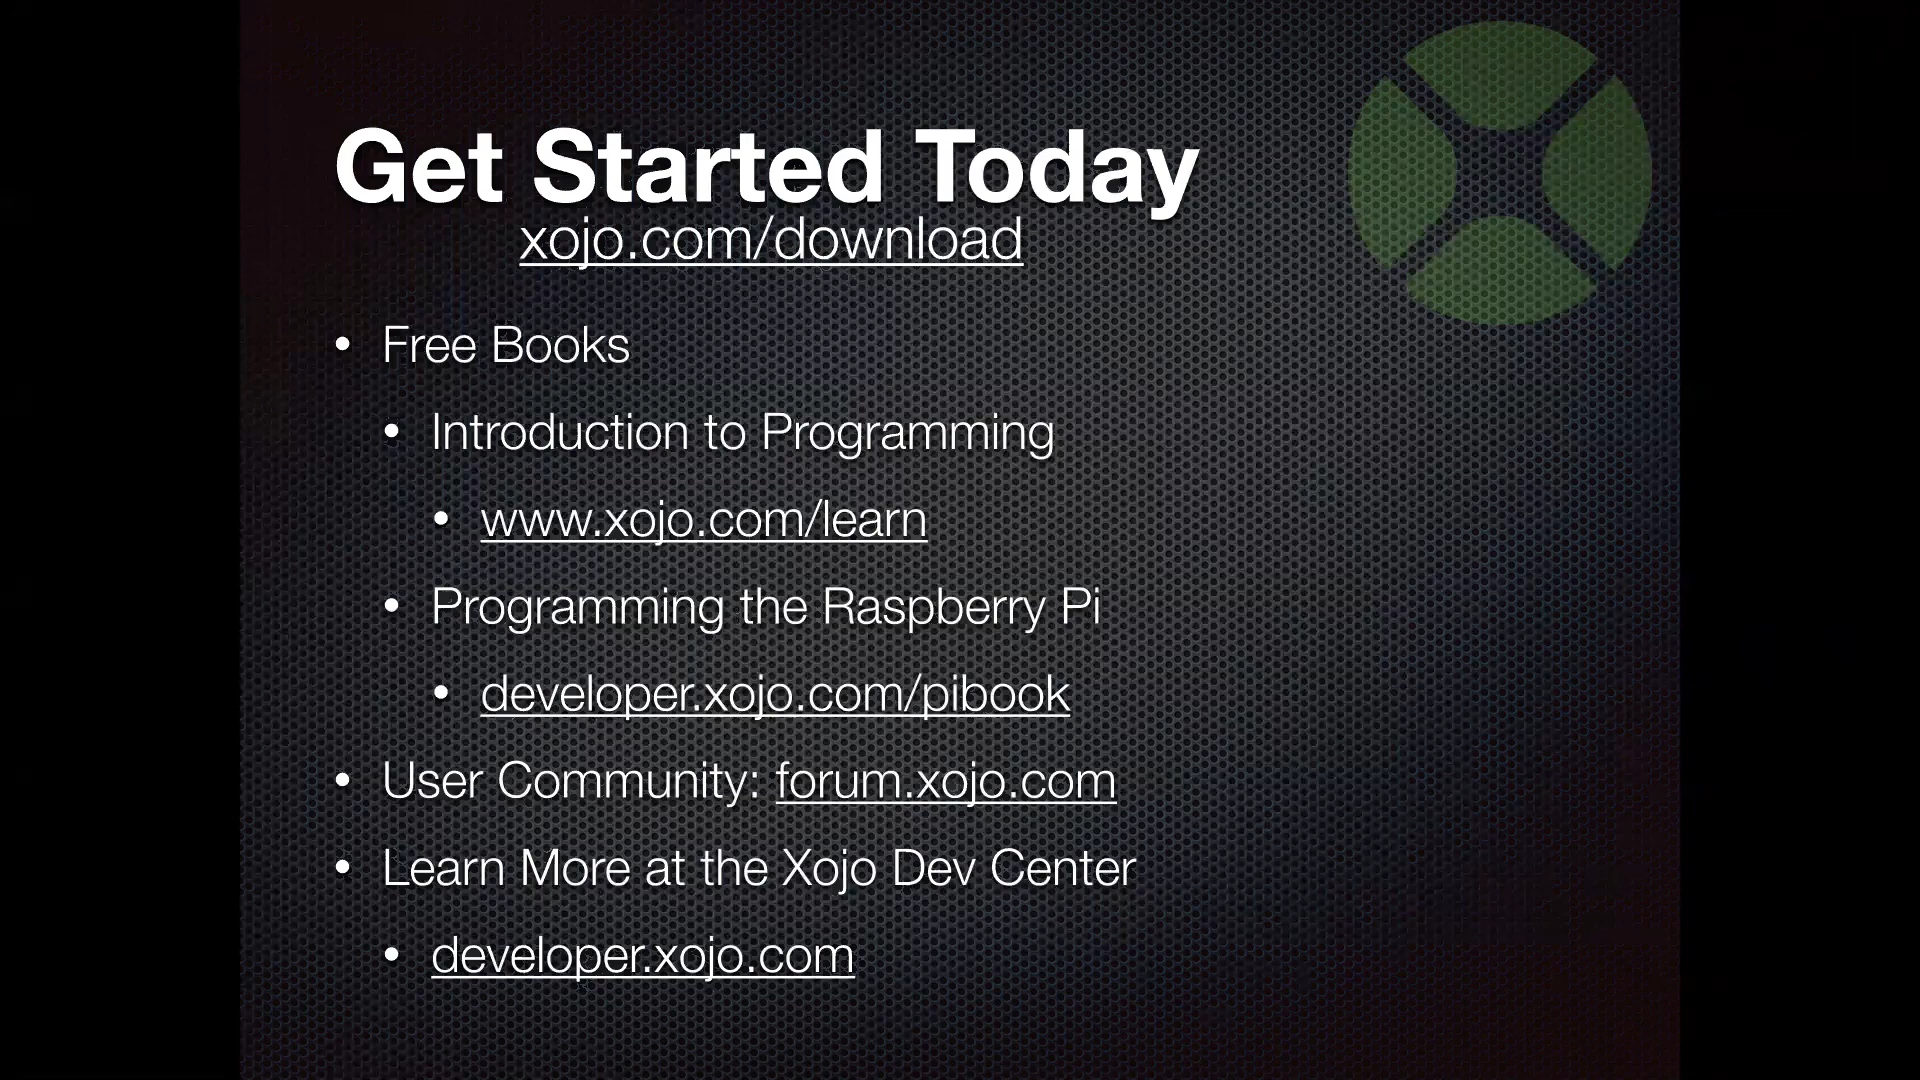 Get Started Today
xojo.com/download
• Free Books
• Introduction to Programming
• www.xojo.com/learn
• Programming the Raspberry Pi
• developer.xojo.com/pibook
• User Community: forum.xojo.com
• Learn More at the Xojo Dev Center
• developer.xojo.com